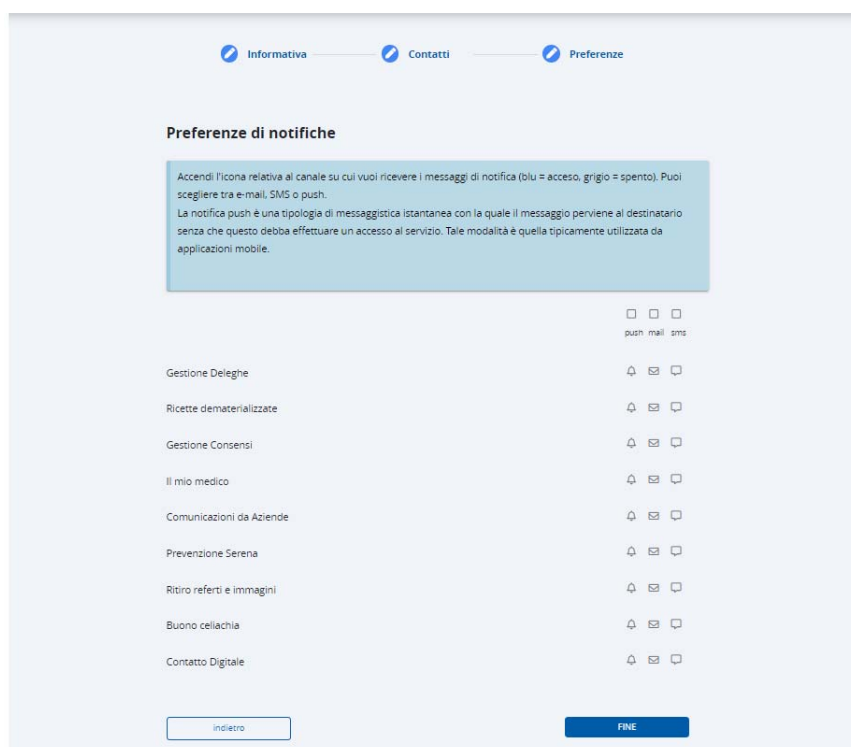 Informativa Contatti Preferenze
Preferenze di notifiche
Accendi l'icona relativa al canale su cui vuoi ricevere i messaggi di notifica (blu = acceso, grigio = spento). Puoi
scegliere tra e-mail, SMS o push.
La notifica push è una tipologia di messaggistica istantanea con la quale il messaggio perviene al destinatario
senza che questo debba effettuare un accesso al servizio. Tale modalità è quella tipicamente utilizzata da
applicazioni mobile.
push mail sms
Gestione Deleghe
Ricette dematerializzate
Gestione Consensi
Il mio medico
Comunicazioni da Aziende
Prevenzione Serena
Ritiro referti e immagini
Buono celiachia
Contatto Digitale
indietro FINE